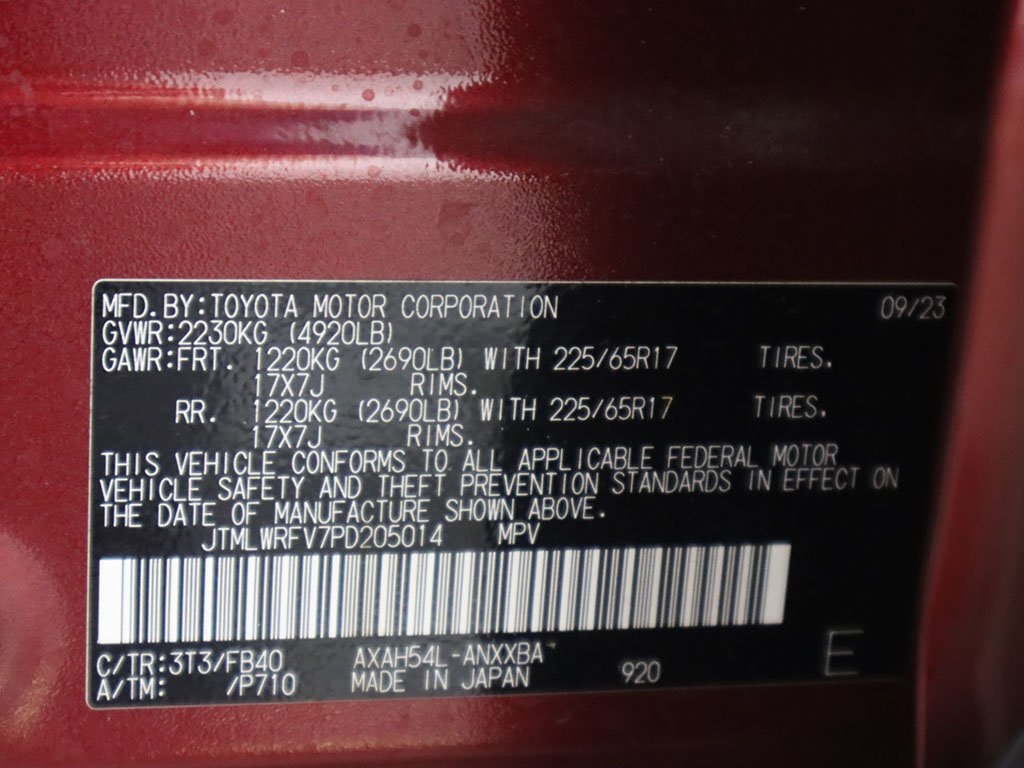 MFD.BY:TOYOTA MOTOR CORPORATION 09/23
GVWR:2230KG (4920LB)
GAWR:FRT. 1220KG (2690LB) WITH 225/65R17 TIRES.
17X7J RIMS.
RR. 1220KG (2690LB) WITH 225/65R17 TIRES.
17X7J RIMS.
THIS VEHICLE CONFORMS TO ALL APPLICABLE FEDERAL MOTOR
VEHICLE SAFETY AND THEFT PREVENTION STANDARDS IN EFFECT ON
THE DATE OF MANUFACTURE SHOWN ABOVE.
JTMLWRFV7PD205014 MPV
C/TR:3T3/FB40 AXAH54L-ANXXBA
A/TM: /P710 MADE IN JAPAN 920 E